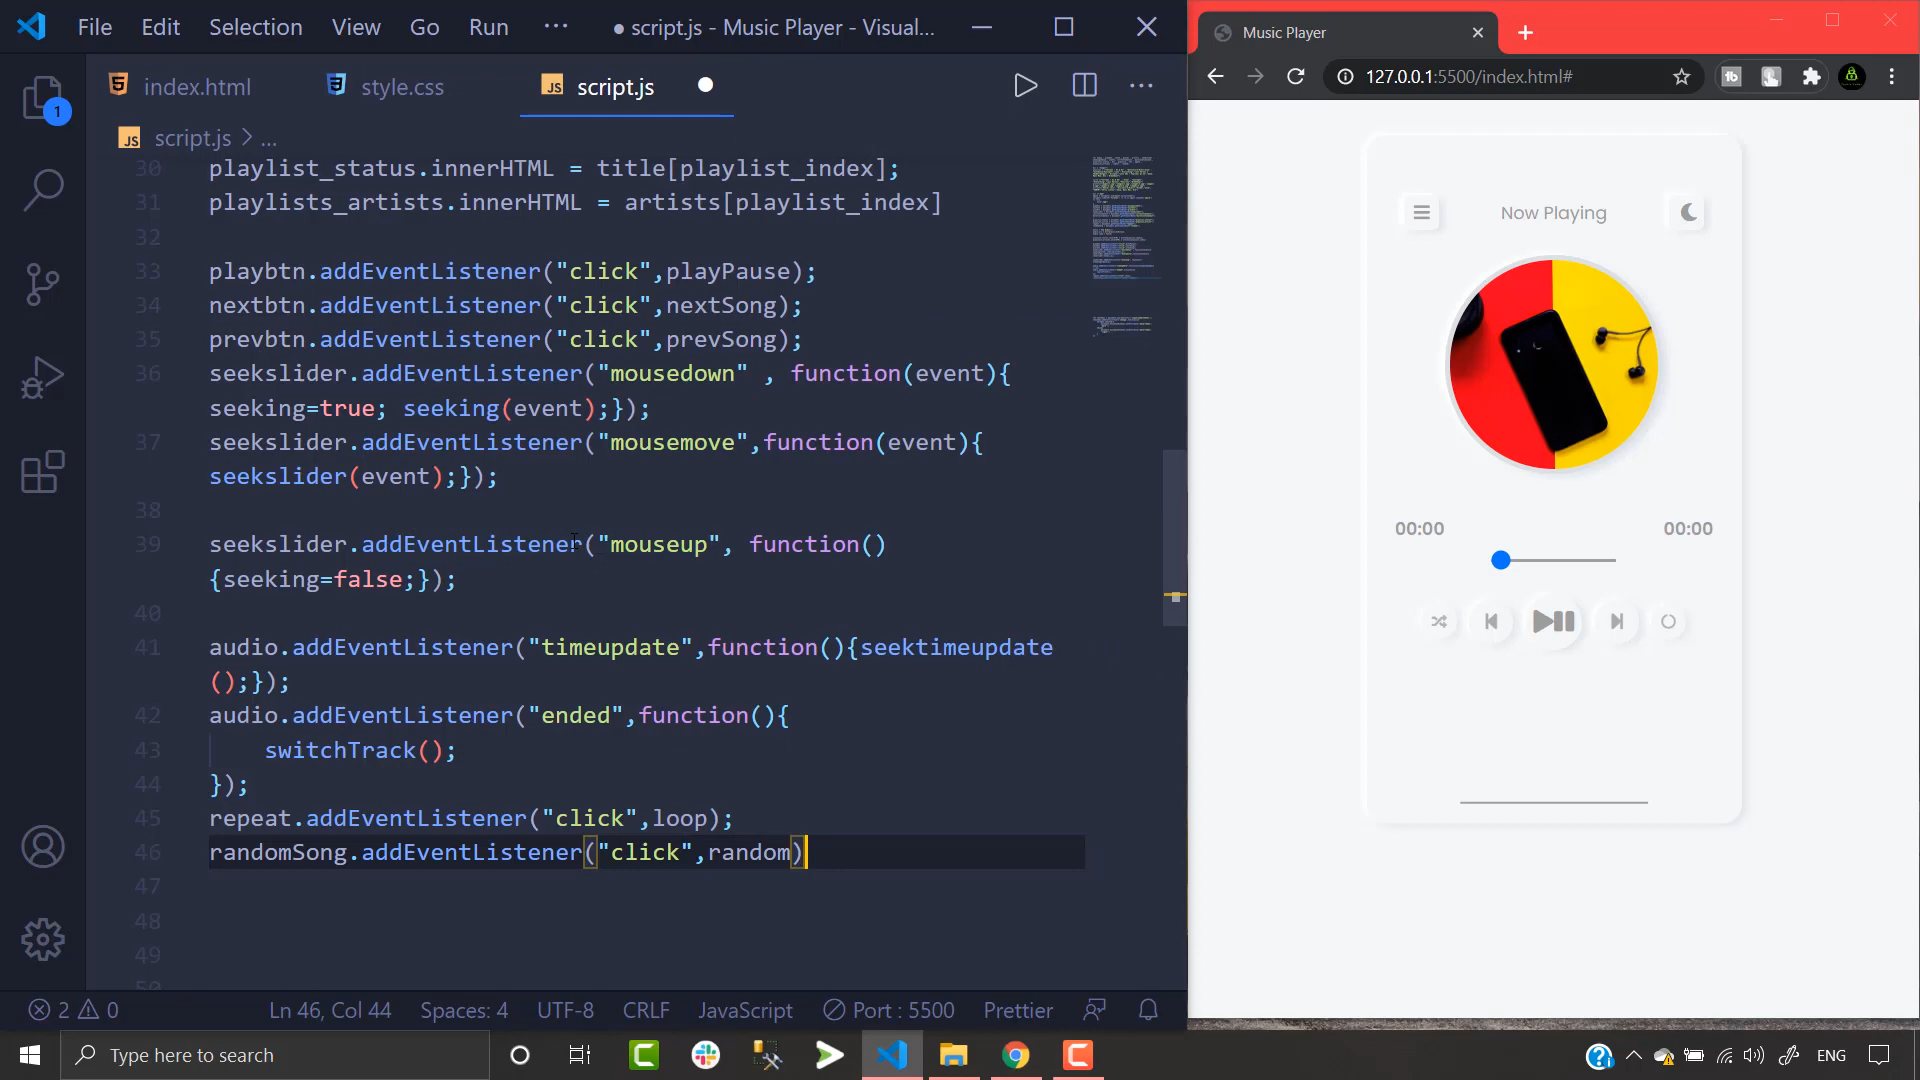 File Edit Selection View Go Run ··· ● script.js - Music Player - Visual...
index.html style.css JS script.js
JS script.js > ...
30 playlist_status.innerHTML = title[playlist_index];
31 playlists_artists.innerHTML = artists[playlist_index]
32
33 playbtn.addEventListener("click",playPause);
34 nextbtn.addEventListener("click",nextSong);
35 prevbtn.addEventListener("click",prevSong);
36 seekslider.addEventListener("mousedown" , function(event){
seeking=true; seeking(event);});
37 seekslider.addEventListener("mousemove",function(event){
seekslider(event);});
38
39 seekslider.addEventListener("mouseup", function()
{seeking=false;});
40
41 audio.addEventListener("timeupdate",function(){seektimeupdate
();});
42 audio.addEventListener("ended",function(){
43 switchTrack();
44 });
45 repeat.addEventListener("click",loop);
46 randomSong.addEventListener("click",random)
47
48
49
1
2 0 Ln 46, Col 44 Spaces: 4 UTF-8 CRLF JavaScript Port : 5500 Prettier
Music Player
127.0.0.1:5500/index.html#
Now Playing
00:00 00:00
Type here to search
ENG